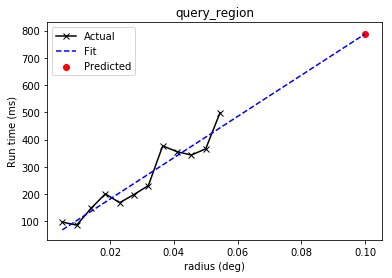 query_region
Actual
Fit
Predicted
Run time (ms)
800
700
600
500
400
300
200
100
0.02
0.04
0.06
0.08
0.10
radius (deg)